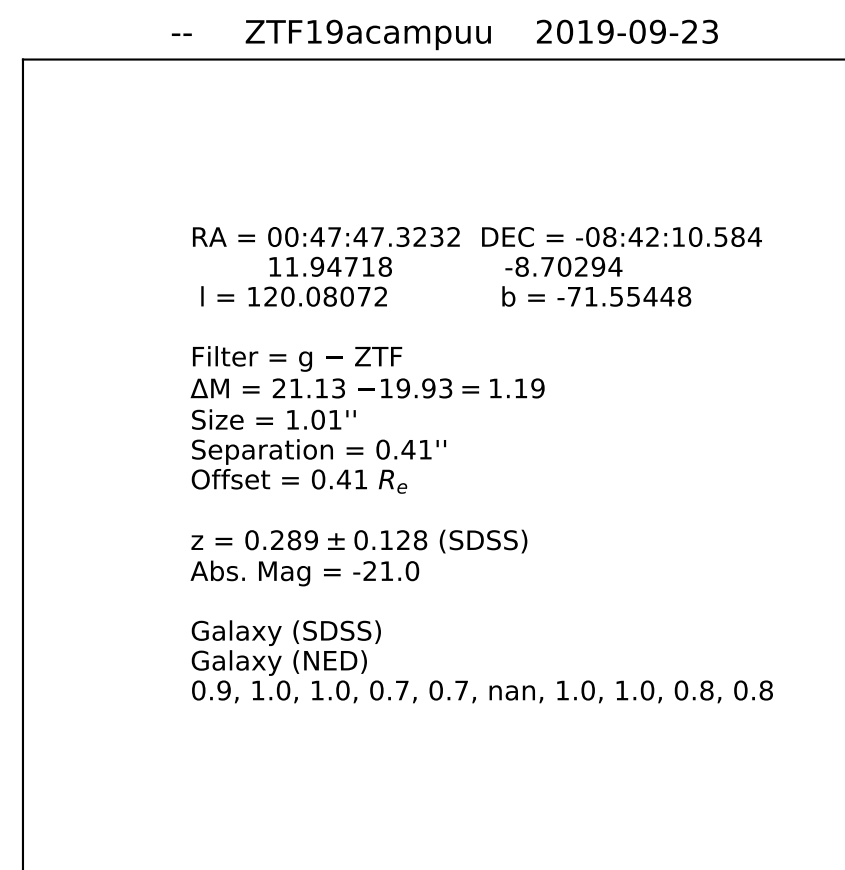 -- ZTF19acampuu 2019-09-23
RA = 00:47:47.3232 DEC = -08:42:10.584
11.94718 -8.70294
l = 120.08072 b = -71.55448
Filter = g − ZTF
ΔM = 21.13 −19.93 = 1.19
Size = 1.01''
Separation = 0.41''
Offset = 0.41 Rₑ
z = 0.289 ± 0.128 (SDSS)
Abs. Mag = -21.0
Galaxy (SDSS)
Galaxy (NED)
0.9, 1.0, 1.0, 0.7, 0.7, nan, 1.0, 1.0, 0.8, 0.8